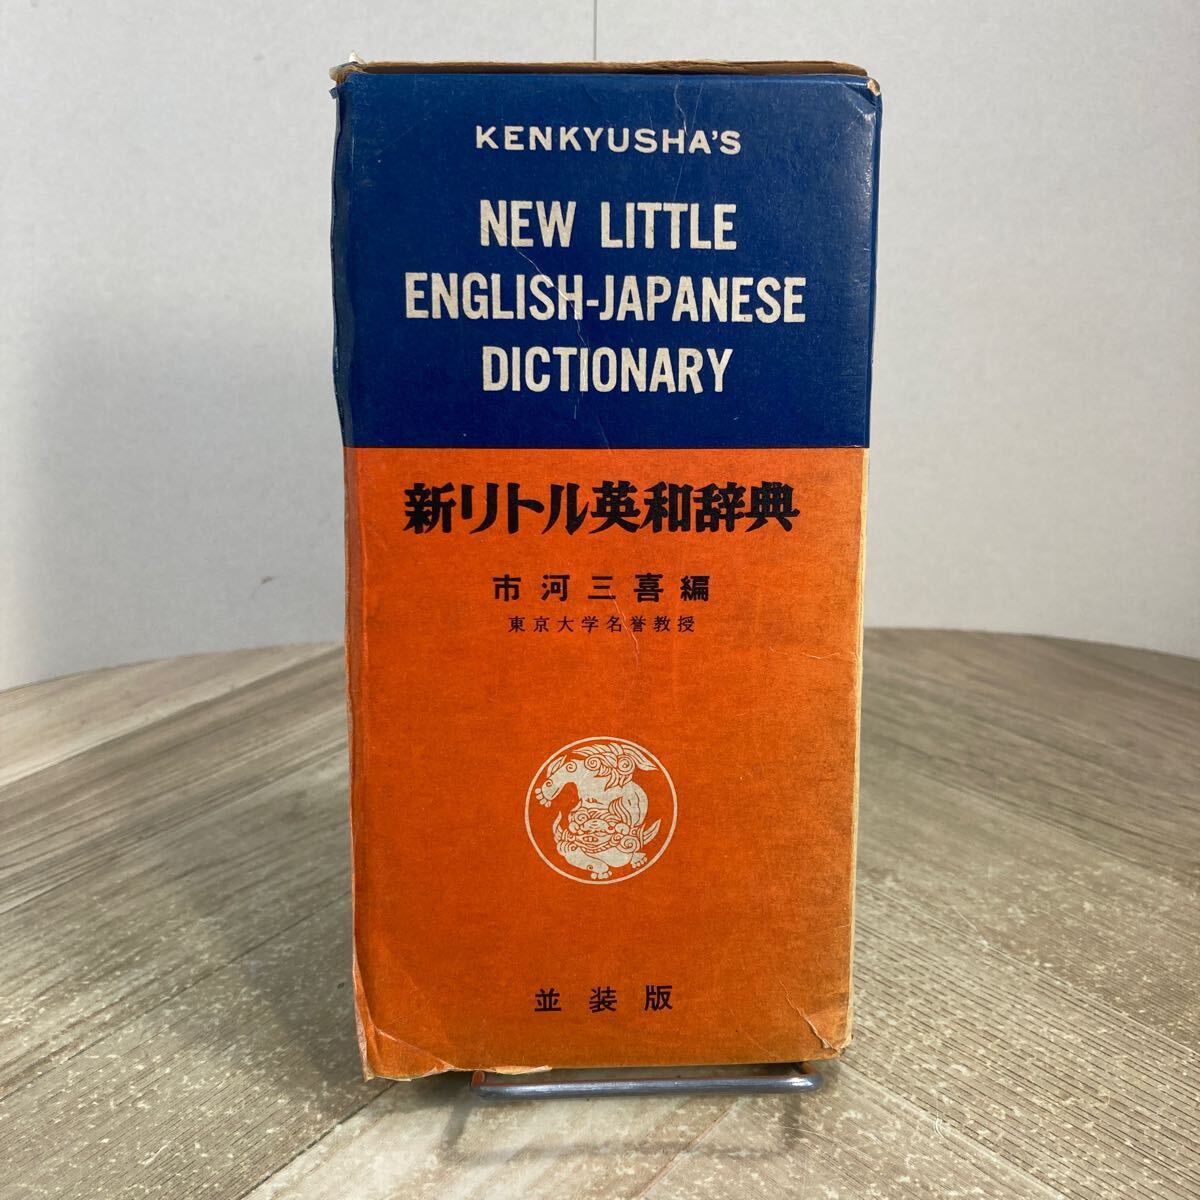 KENKYUSHA'S
NEW LITTLE
ENGLISH-JAPANESE
DICTIONARY
新リトル英和辞典
市河三喜編
東京大学名誉教授
並装版